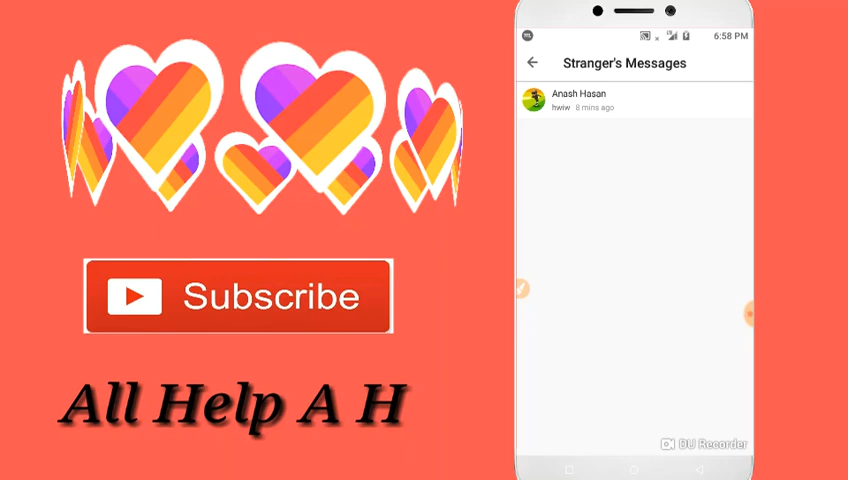 Subscribe
All Help A H
6:58 PM
Stranger's Messages
Anash Hasan
hwiw 8 mins ago
DU Recorder